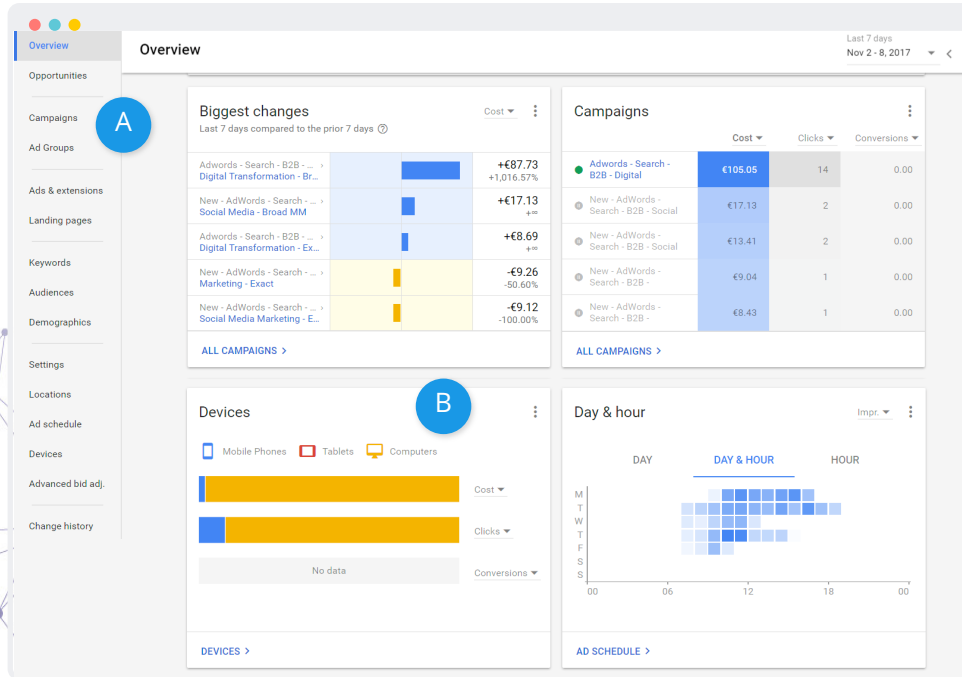 Overview
Opportunities
Campaigns
Ad Groups
Ads & extensions
Landing pages
Keywords
Audiences
Demographics
Settings
Locations
Ad schedule
Devices
Advanced bid adj.
Change history
A
Overview
Last 7 days
Nov 2 - 8, 2017
Biggest changes
Cost
Last 7 days compared to the prior 7 days
Adwords - Search - B2B - ...
+€87.73
Digital Transformation - Br...
+1,016.57%
New - AdWords - Search - ...
+€17.13
Social Media - Broad MM
+∞
Adwords - Search - B2B - ...
+€8.69
Digital Transformation - Ex...
+∞
New - AdWords - Search - ...
-€9.26
Marketing - Exact
-50.60%
New - AdWords - Search - ...
-€9.12
Social Media Marketing - E...
-100.00%
ALL CAMPAIGNS
Campaigns
Cost Clicks Conversions
Adwords - Search -
B2B - Digital
€105.05 14 0.00
New - AdWords -
Search - B2B - Social
€17.13 2 0.00
New - AdWords -
Search - B2B - Social
€13.41 2 0.00
New - AdWords -
Search - B2B -
€9.04 1 0.00
New - AdWords -
Search - B2B -
€8.43 1 0.00
ALL CAMPAIGNS
B
Devices
Mobile Phones Tablets Computers
Cost
Clicks
No data
Conversions
DEVICES
Day & hour
Impr.
DAY DAY & HOUR HOUR
M
T
W
T
F
S
S
00 06 12 18 00
AD SCHEDULE